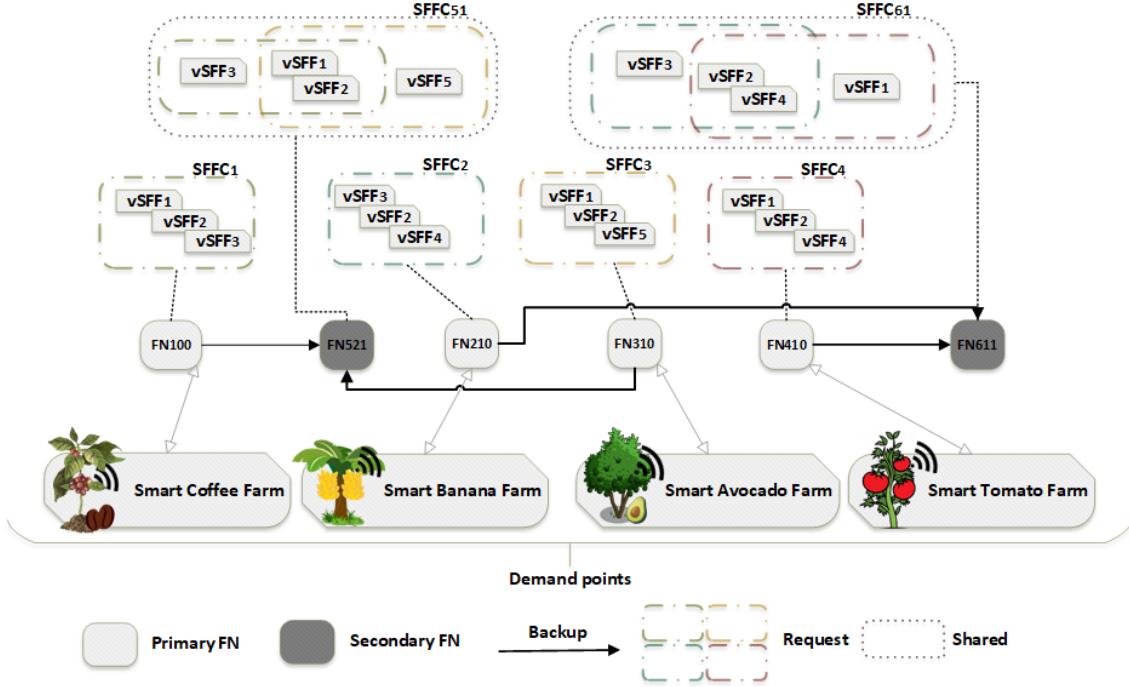 SFFC51
SFFC61
vSFF3
vSFF1
vSFF2
vSFF5
vSFF3
vSFF2
vSFF4
vSFF1
SFFC1
SFFC2
SFFC3
SFFC4
vSFF1
vSFF2
vSFF3
vSFF3
vSFF2
vSFF4
vSFF1
vSFF2
vSFF5
vSFF1
vSFF2
vSFF4
FN100
FN521
FN210
FN310
FN410
FN611
Smart Coffee Farm
Smart Banana Farm
Smart Avocado Farm
Smart Tomato Farm
Demand points
Primary FN
Secondary FN
Backup
Request
Shared